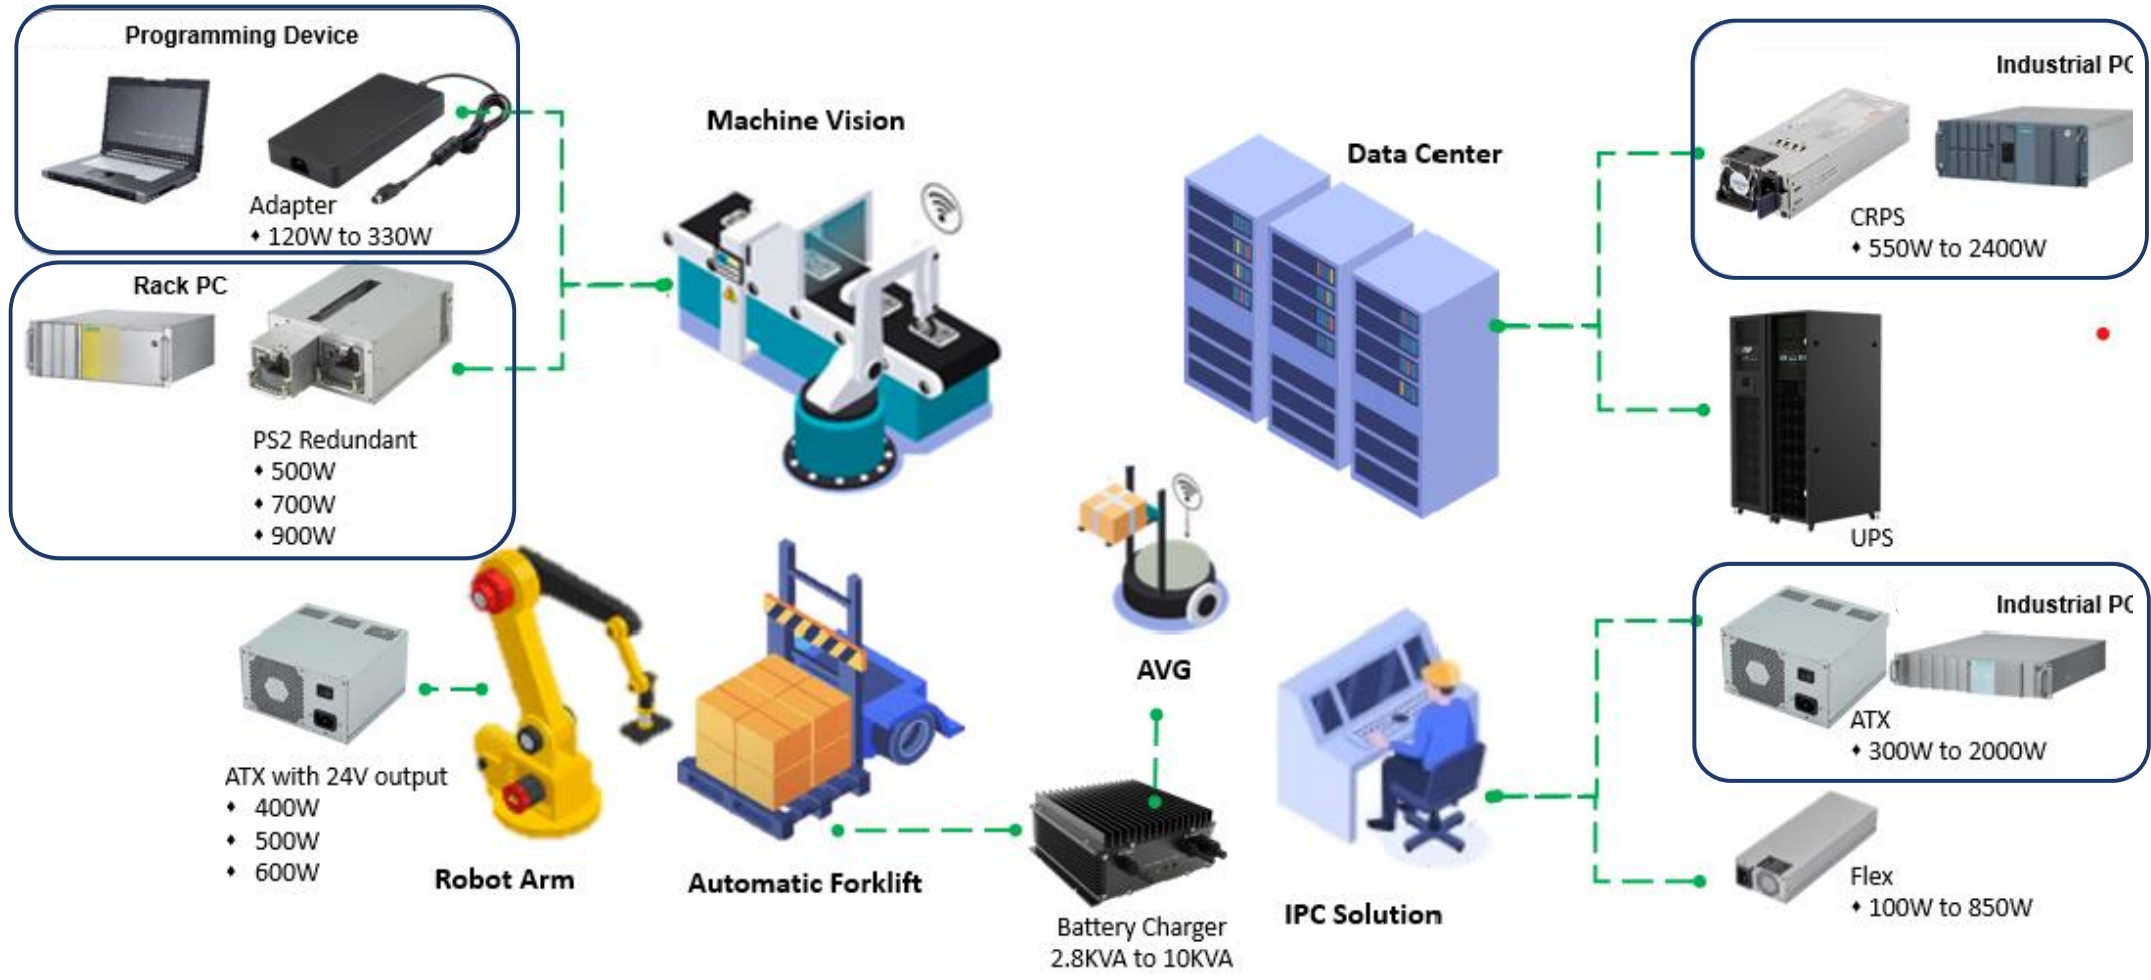 Programming Device
Adapter
♦ 120W to 330W
Rack PC
PS2 Redundant
♦ 500W
♦ 700W
♦ 900W
Machine Vision
Data Center
Industrial PC
CRPS
♦ 550W to 2400W
UPS
ATX with 24V output
♦ 400W
♦ 500W
♦ 600W
Robot Arm
Automatic Forklift
AVG
Battery Charger
2.8KVA to 10KVA
IPC Solution
Industrial PC
ATX
♦ 300W to 2000W
Flex
♦ 100W to 850W